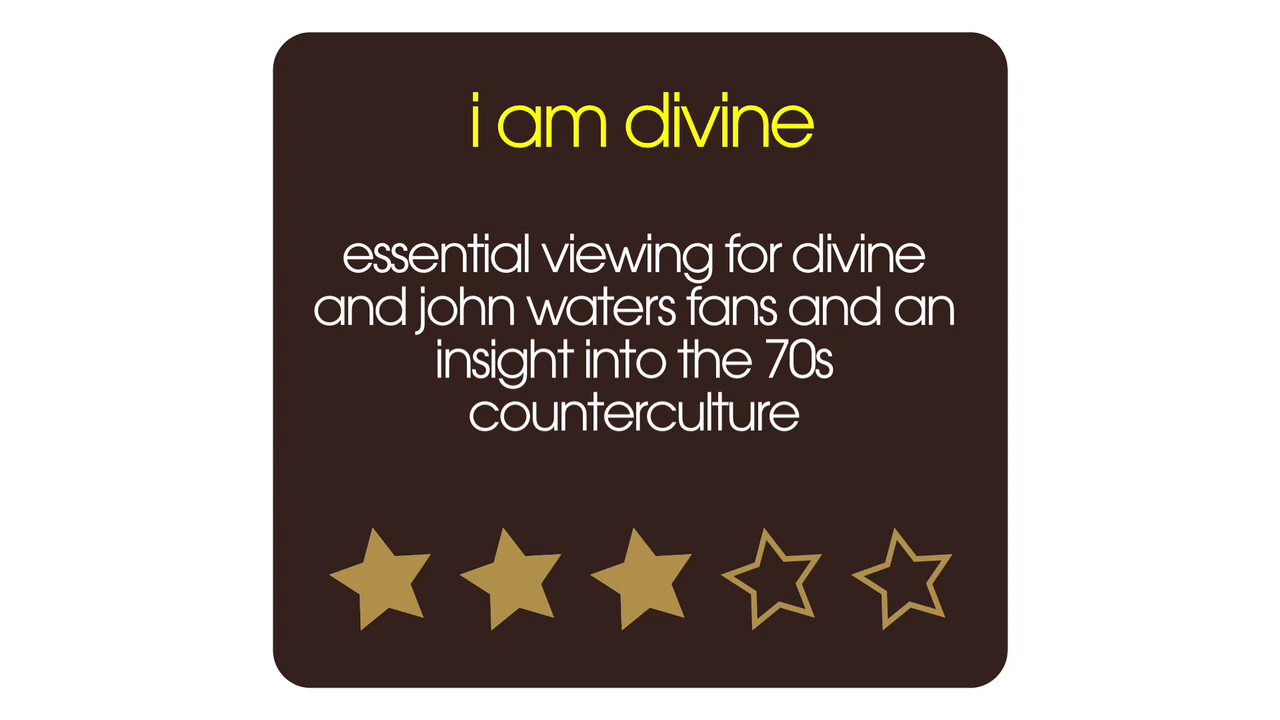 i am divine
essential viewing for divine
and john waters fans and an
insight into the 70s
counterculture